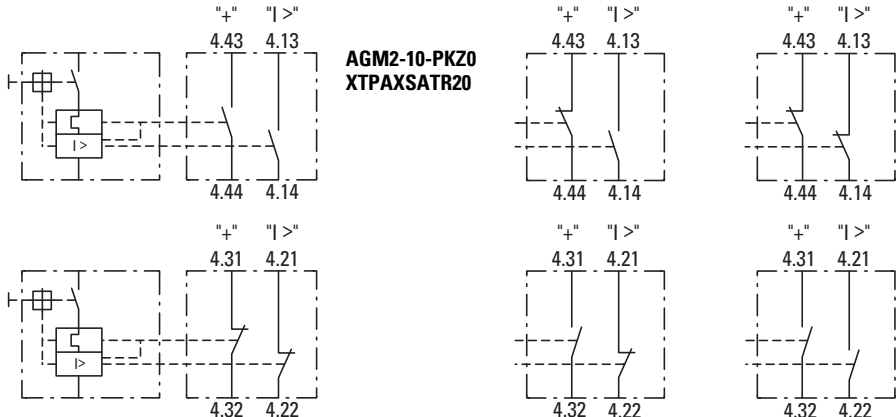 "+" "I >" "+" "I >" "+" "I >"
4.43 4.13 4.43 4.13 4.43 4.13
AGM2-10-PKZ0
XTPAXSATR20
I >
4.44 4.14 4.44 4.14 4.44 4.14
"+" "I >" "+" "I >" "+" "I >"
4.31 4.21 4.31 4.21 4.31 4.21
I>
4.32 4.22 4.32 4.22 4.32 4.22